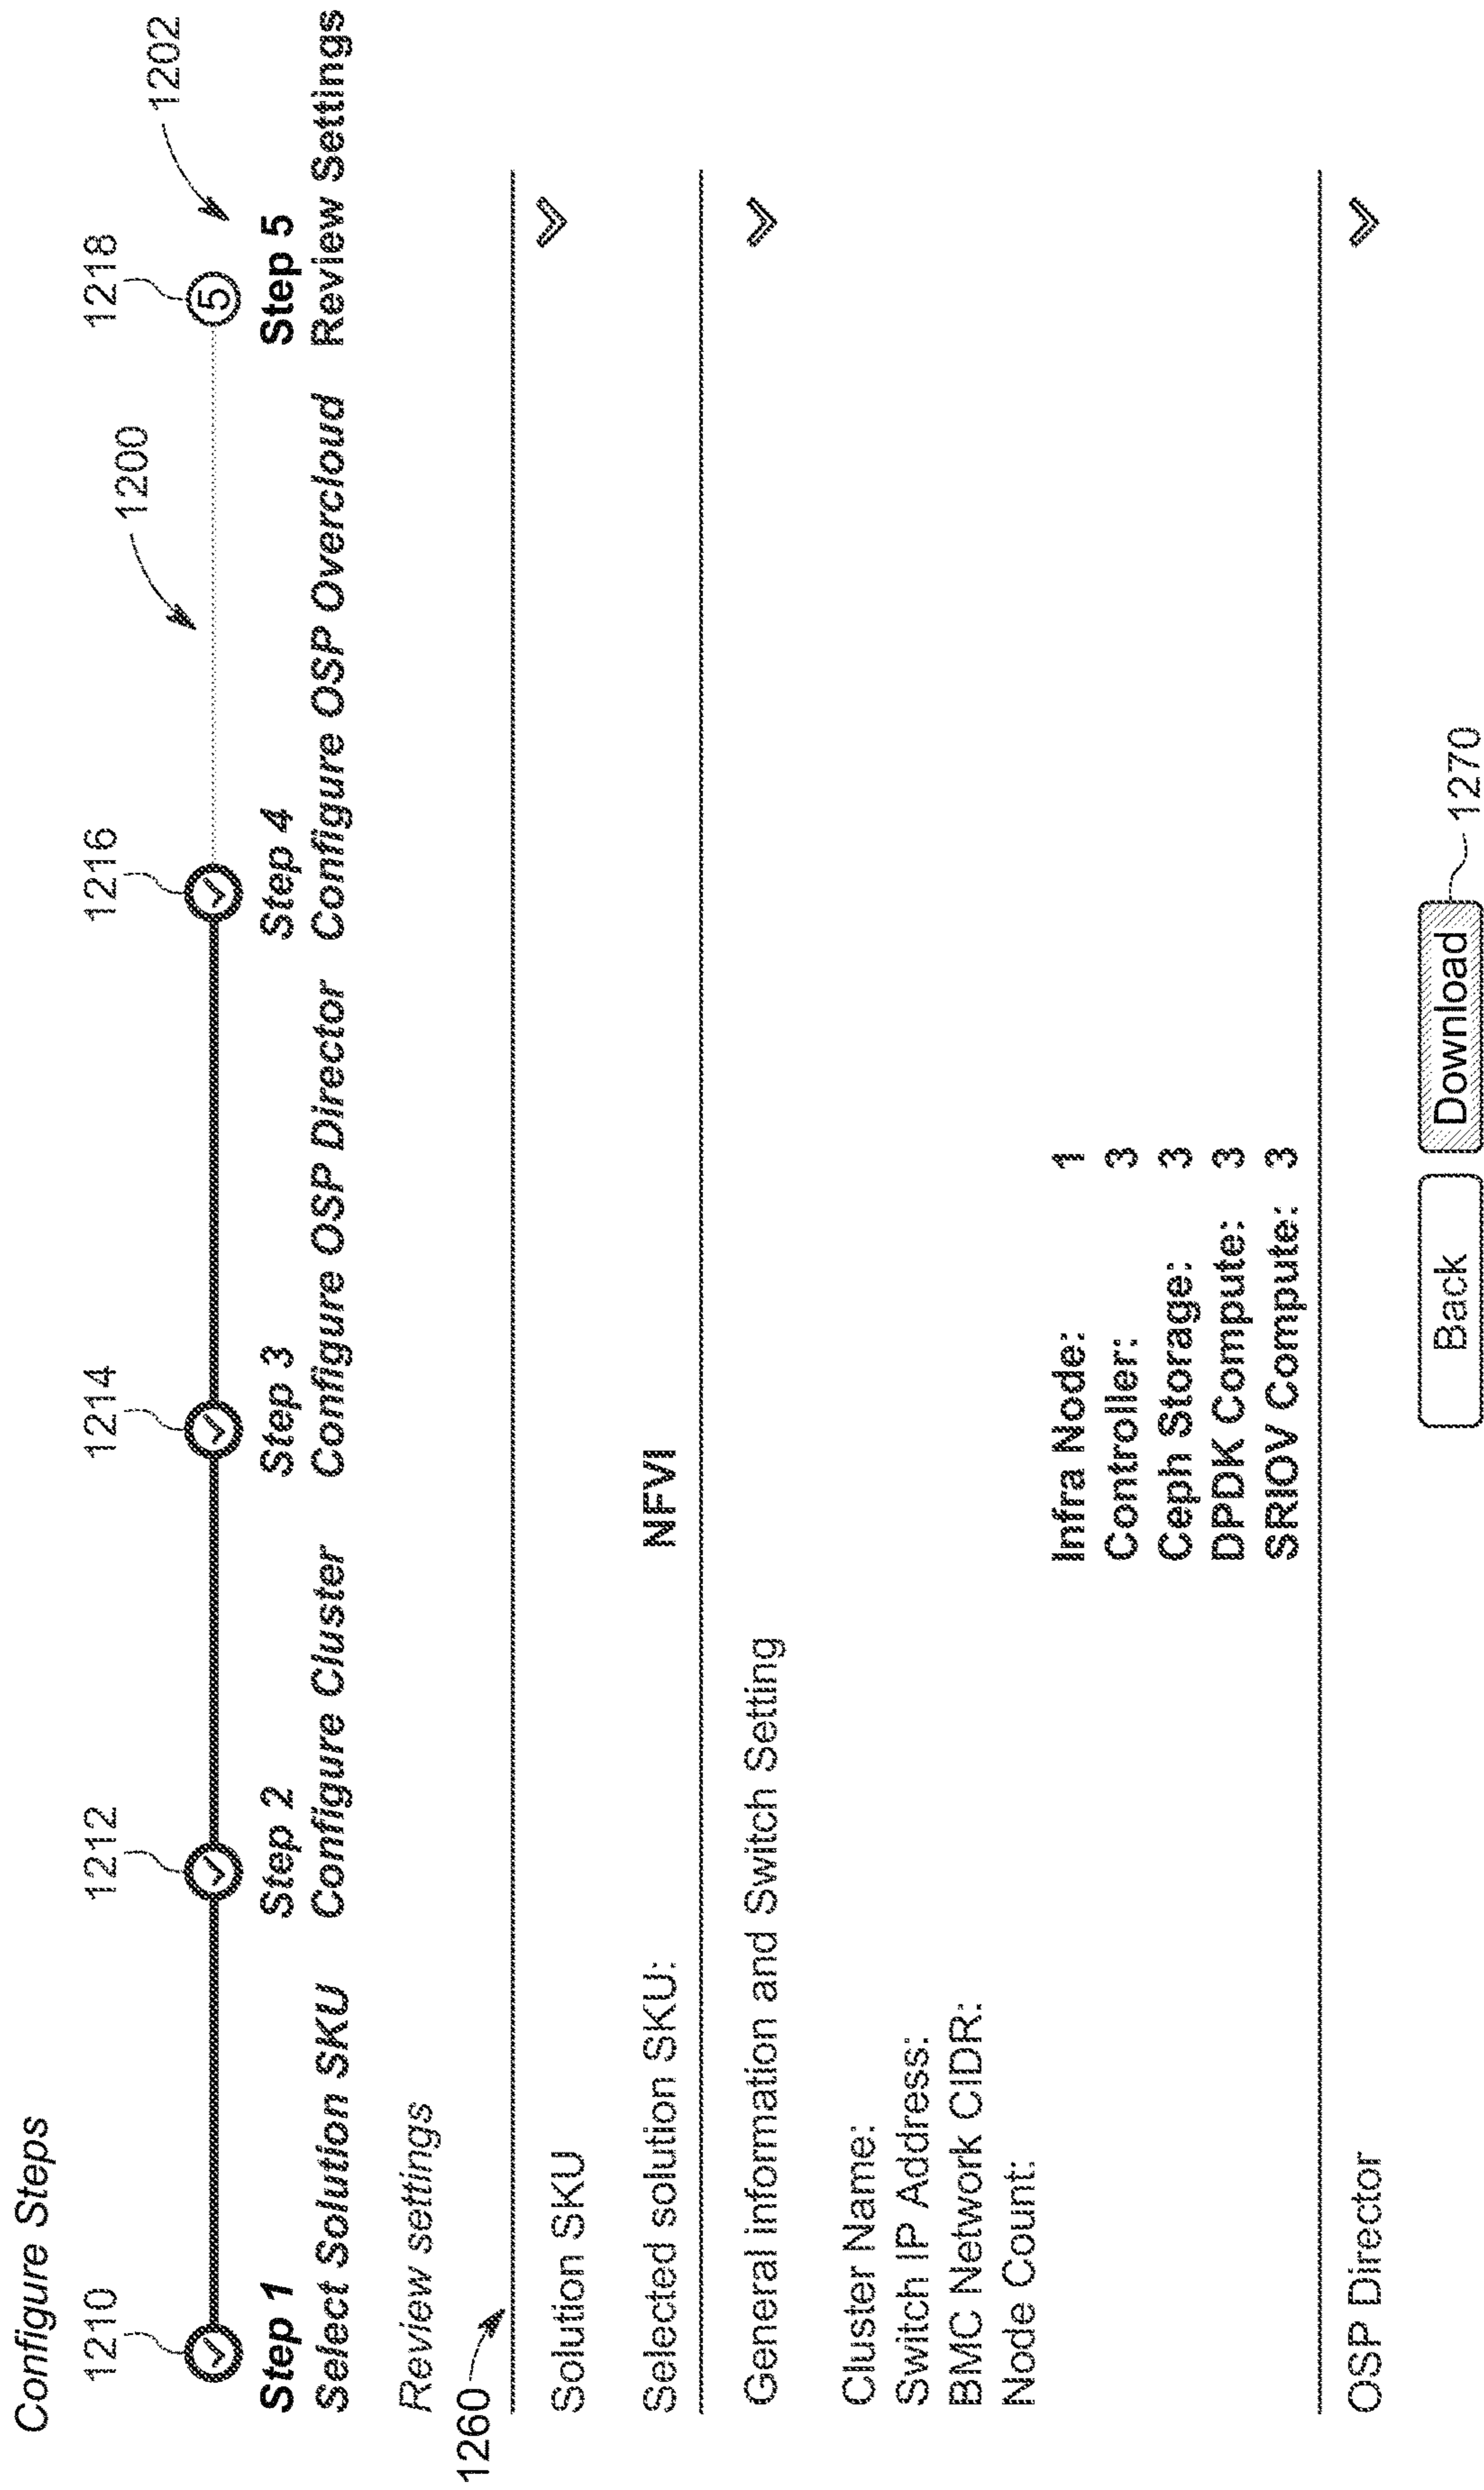 Configure Steps
1210 1212 1214 1216 1200 1218 1202
5
Step 1 Step 2 Step 3 Step 4 Step 5
Select Solution SKU Configure Cluster Configure OSP Director Configure OSP Overcloud Review Settings
Review settings
1260
Solution SKU
Selected solution SKU: NFVI
General Information and Switch Setting
Cluster Name:
Switch IP Address:
BMC Network CIDR:
Node Count:
Infra Node: 1
Controller: 3
Ceph Storage: 3
DPDK Compute: 3
SRIOV Compute: 3
OSP Director
Back Download 1270